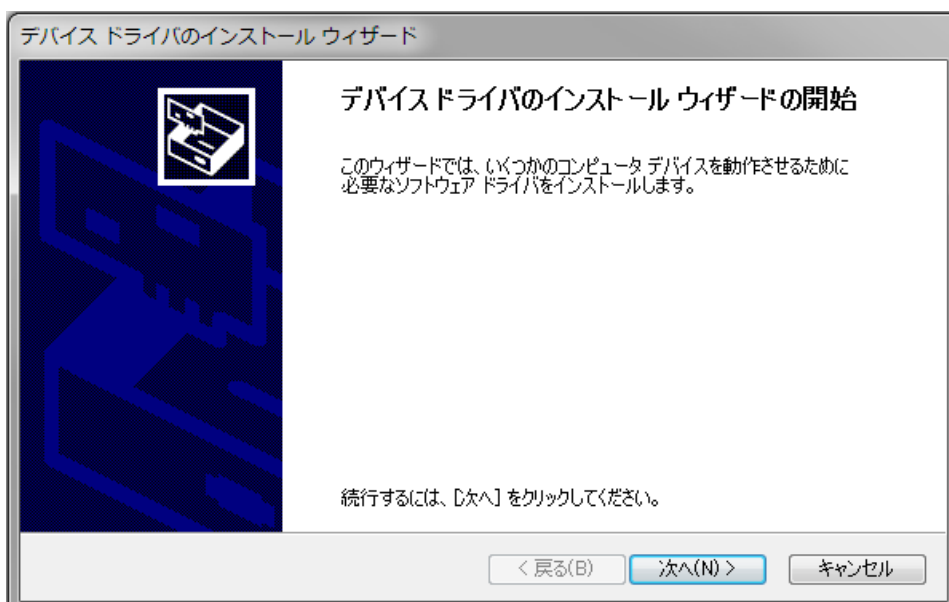 デバイス ドライバのインストール ウィザード
デバイス ドライバのインストール ウィザードの開始
このウィザードでは、いくつかのコンピュータ デバイスを動作させるために
必要なソフトウェア ドライバをインストールします。
続行するには、[次へ] をクリックしてください。
< 戻る(B)
次へ(N) >
キャンセル